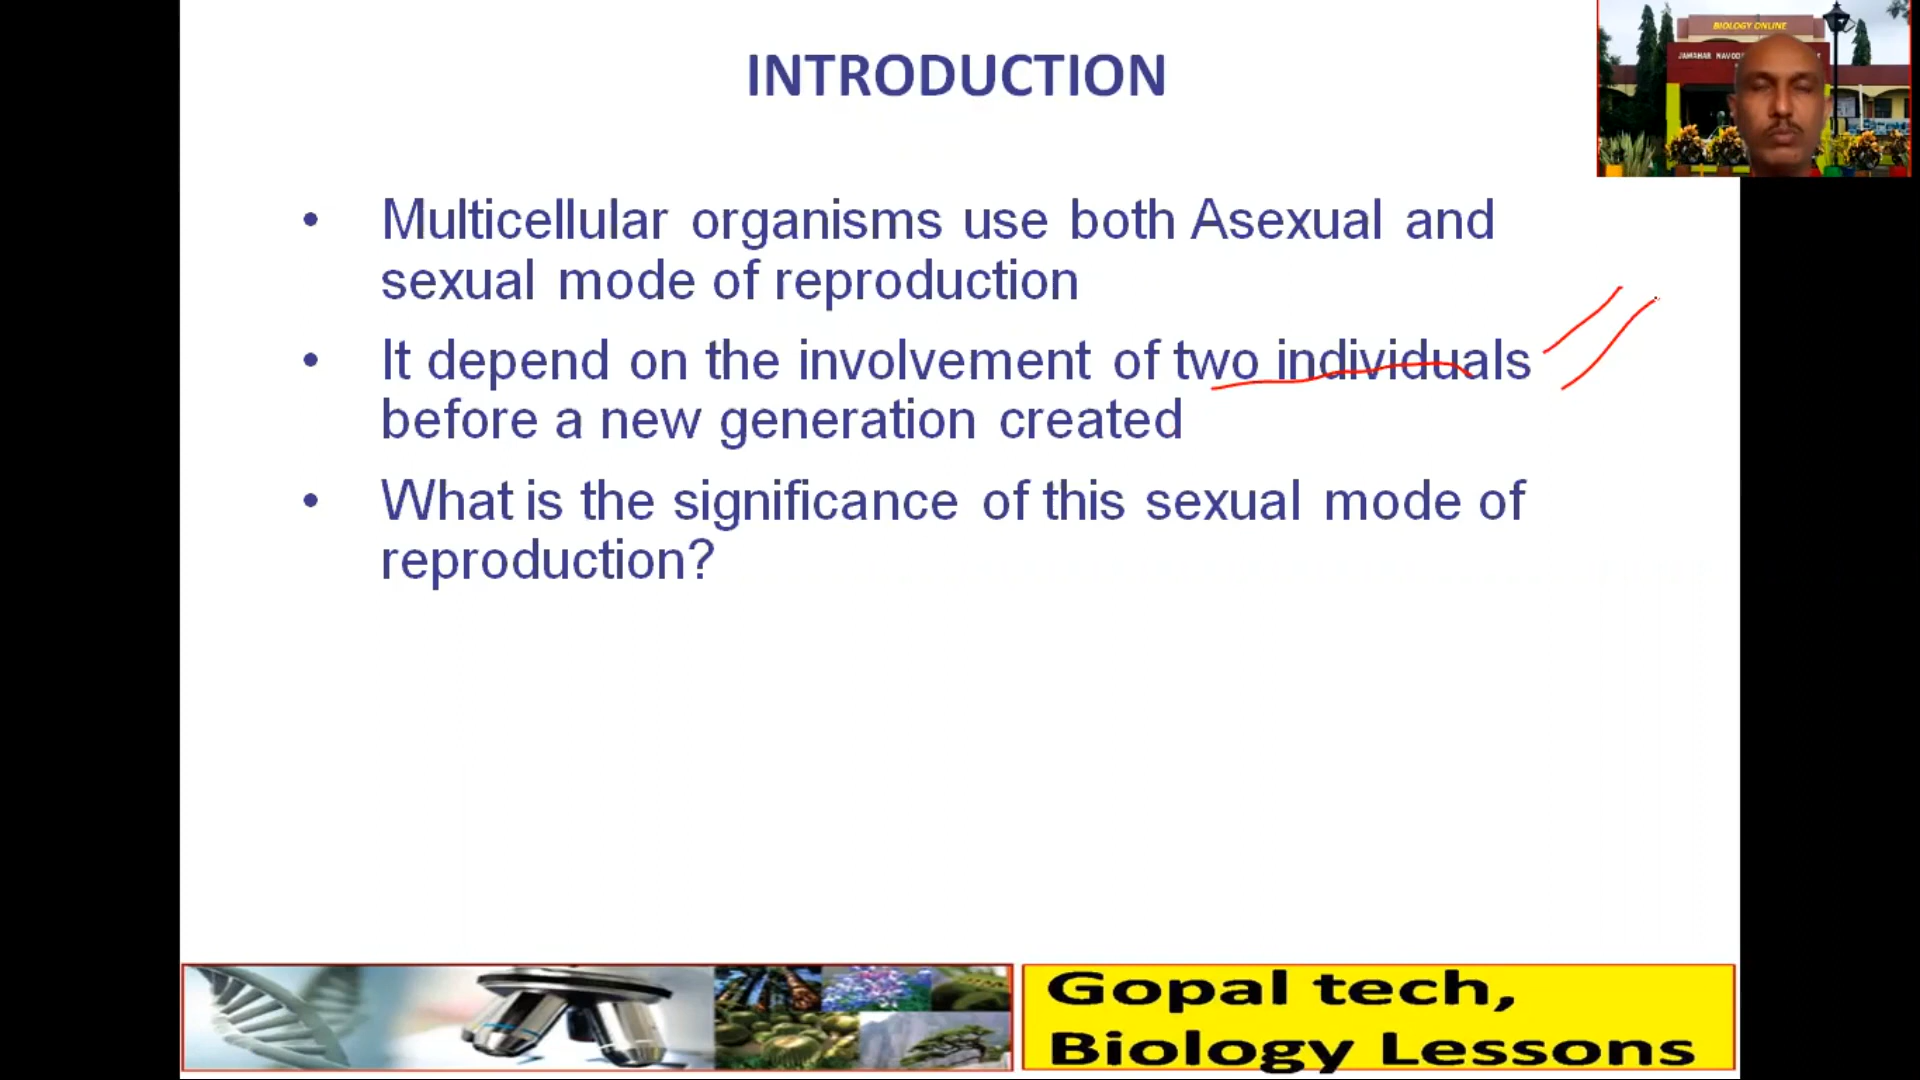 INTRODUCTION
BIOLOGY ONLINE
JAWAHAR NAVOD
• Multicellular organisms use both Asexual and
sexual mode of reproduction
• It depend on the involvement of two individuals
before a new generation created
• What is the significance of this sexual mode of
reproduction?
Gopal tech,
Biology Lessons